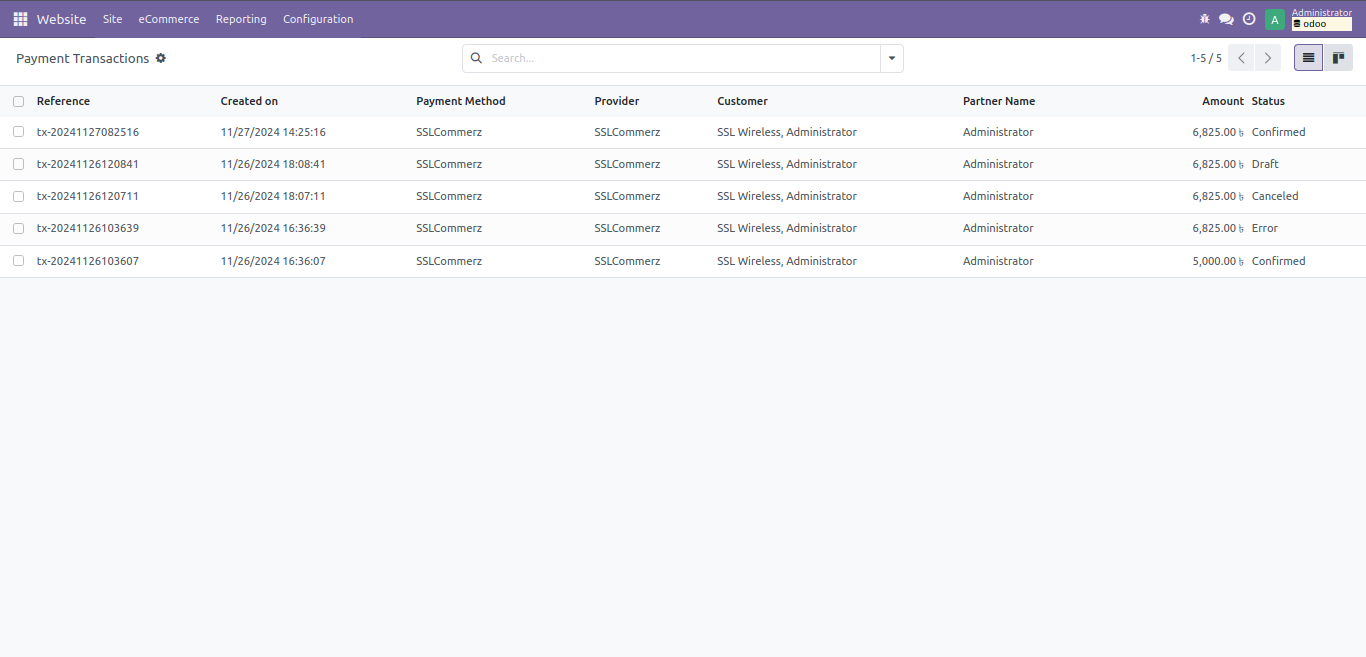 Website Site eCommerce Reporting Configuration A Administrator
odoo
Payment Transactions Search... 1-5 / 5
Reference Created on Payment Method Provider Customer Partner Name Amount Status
tx-20241127082516 11/27/2024 14:25:16 SSLCommerz SSLCommerz SSL Wireless, Administrator Administrator 6,825.00 ৳ Confirmed
tx-20241126120841 11/26/2024 18:08:41 SSLCommerz SSLCommerz SSL Wireless, Administrator Administrator 6,825.00 ৳ Draft
tx-20241126120711 11/26/2024 18:07:11 SSLCommerz SSLCommerz SSL Wireless, Administrator Administrator 6,825.00 ৳ Canceled
tx-20241126103639 11/26/2024 16:36:39 SSLCommerz SSLCommerz SSL Wireless, Administrator Administrator 6,825.00 ৳ Error
tx-20241126103607 11/26/2024 16:36:07 SSLCommerz SSLCommerz SSL Wireless, Administrator Administrator 5,000.00 ৳ Confirmed